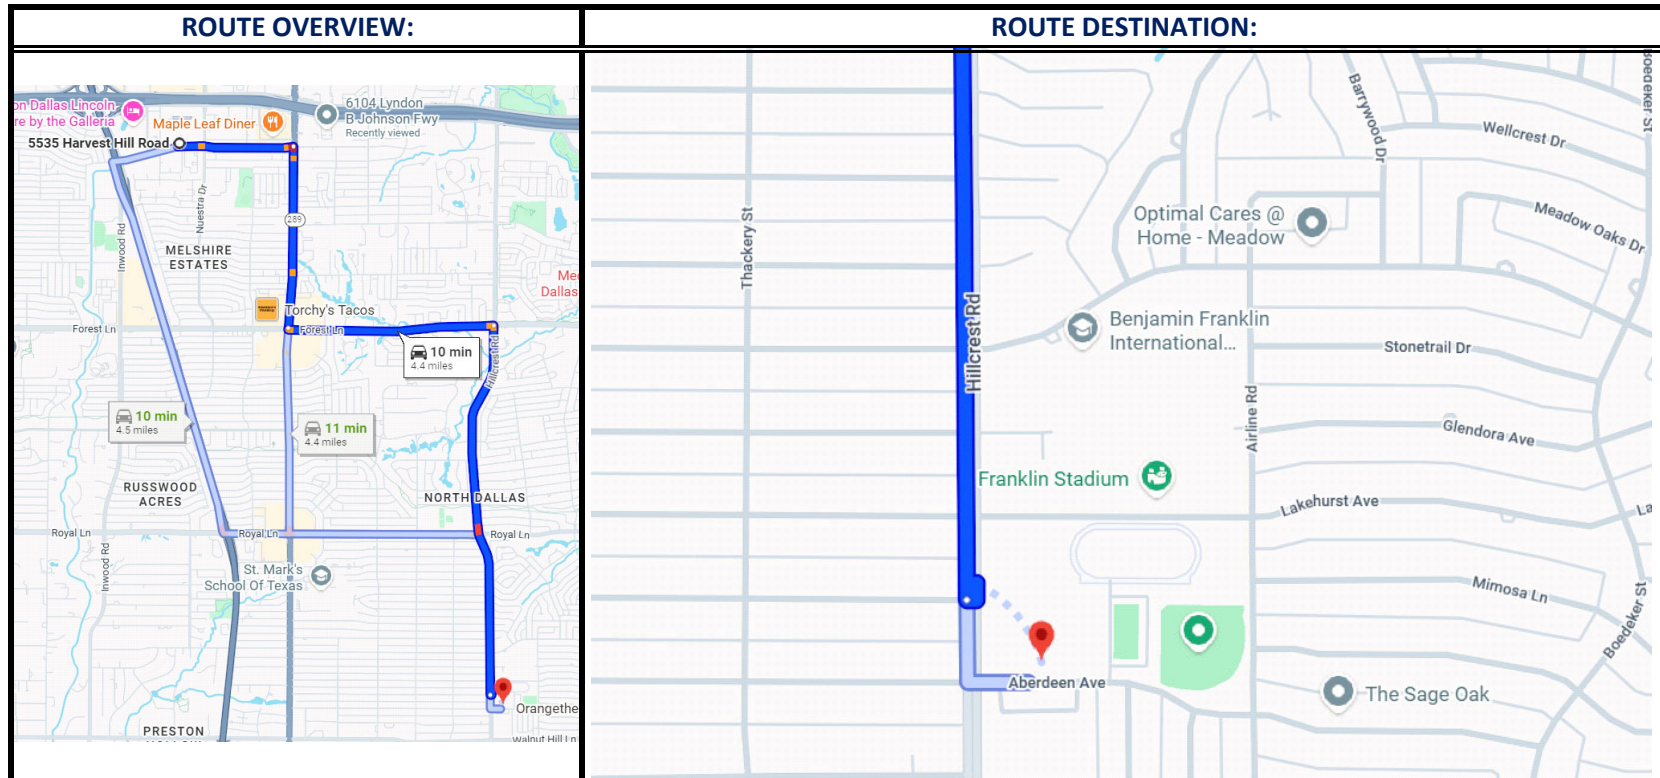 ROUTE OVERVIEW:
ROUTE DESTINATION:
on Dallas Lincoln
re by the Galleria
Maple Leaf Diner
6104 Lyndon
B Johnson Fwy
Recently viewed
5535 Harvest Hill Road
Nuestra Dr
289
Inwood Rd
MELSHIRE
ESTATES
Me
Dallas
Torchy's Tacos
Forest Ln
Forest Ln
10 min
4.4 miles
Hillcrest Rd
10 min
4.5 miles
11 min
4.4 miles
RUSSWOOD
ACRES
NORTH DALLAS
Royal Ln
Royal Ln
Royal Ln
Inwood Rd
St. Mark's
School Of Texas
Orangethe
PRESTON
Walnut Hill Ln
Barrywood Dr
Boedeker St
Wellcrest Dr
Thackery St
Optimal Cares @
Home - Meadow
Meadow Oaks Dr
Hillcrest Rd
Benjamin Franklin
International...
Stonetrail Dr
Airline Rd
Glendora Ave
Franklin Stadium
Lakehurst Ave
La
Mimosa Ln
Boedeker St
Aberdeen Ave
The Sage Oak